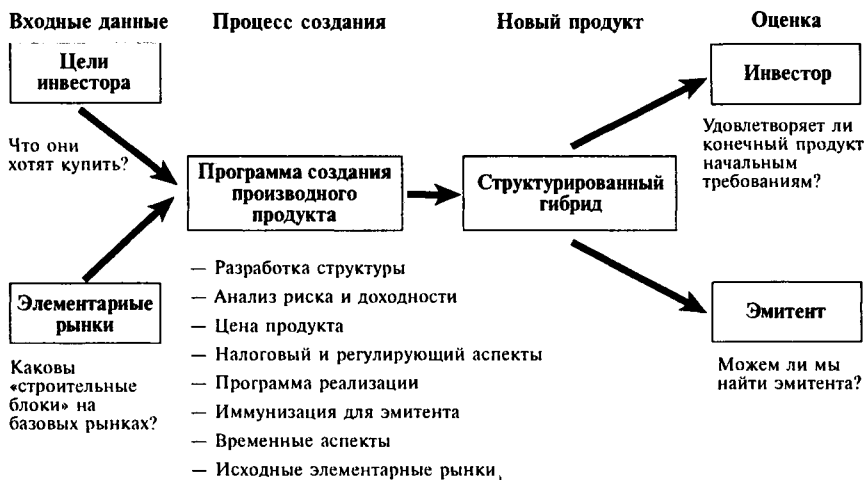 Входные данные
Процесс создания
Новый продукт
Оценка
Цели
инвестора
Что они
хотят купить?
Элементарные
рынки
Каковы
«строительные
блоки» на
базовых рынках?
Программа создания
производного
продукта
— Разработка структуры
— Анализ риска и доходности
— Цена продукта
— Налоговый и регулирующий аспекты
— Программа реализации
— Иммунизация для эмитента
— Временные аспекты
— Исходные элементарные рынки
Структурированный
гибрид
Инвестор
Удовлетворяет ли
конечный продукт
начальным
требованиям?
Эмитент
Можем ли мы
найти эмитента?